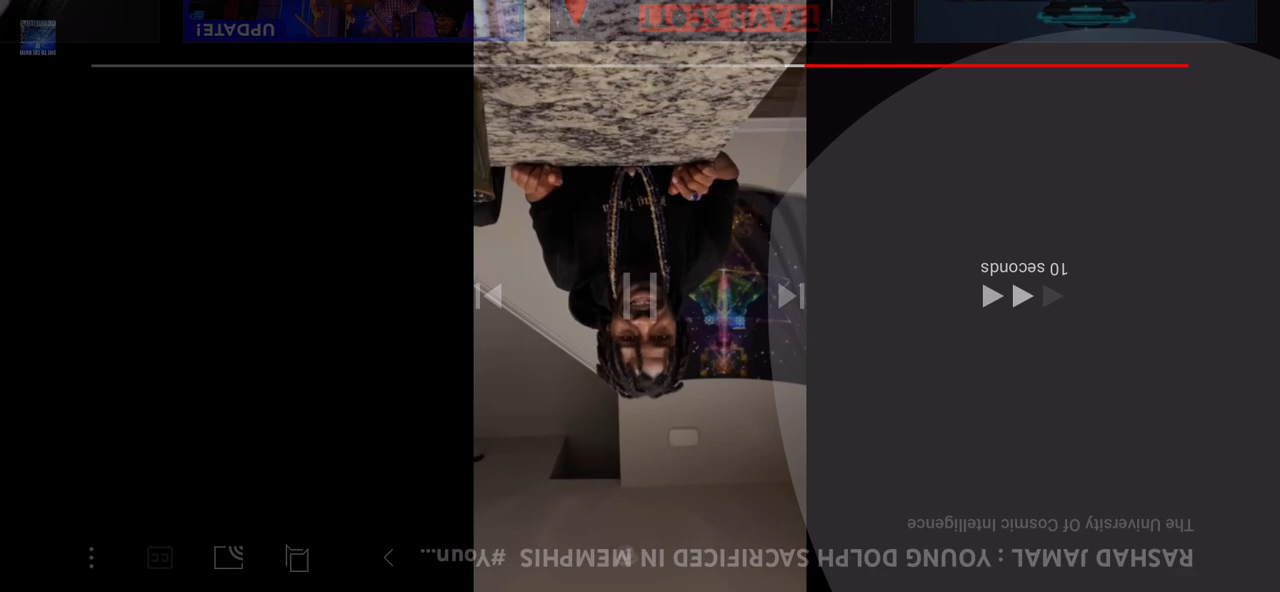 RASHAD JAMAL : YOUNG DOLPH SACRIFICED IN MEMPHIS #Youn...
The University Of Cosmic Intelligence
10 seconds
UPDATE!